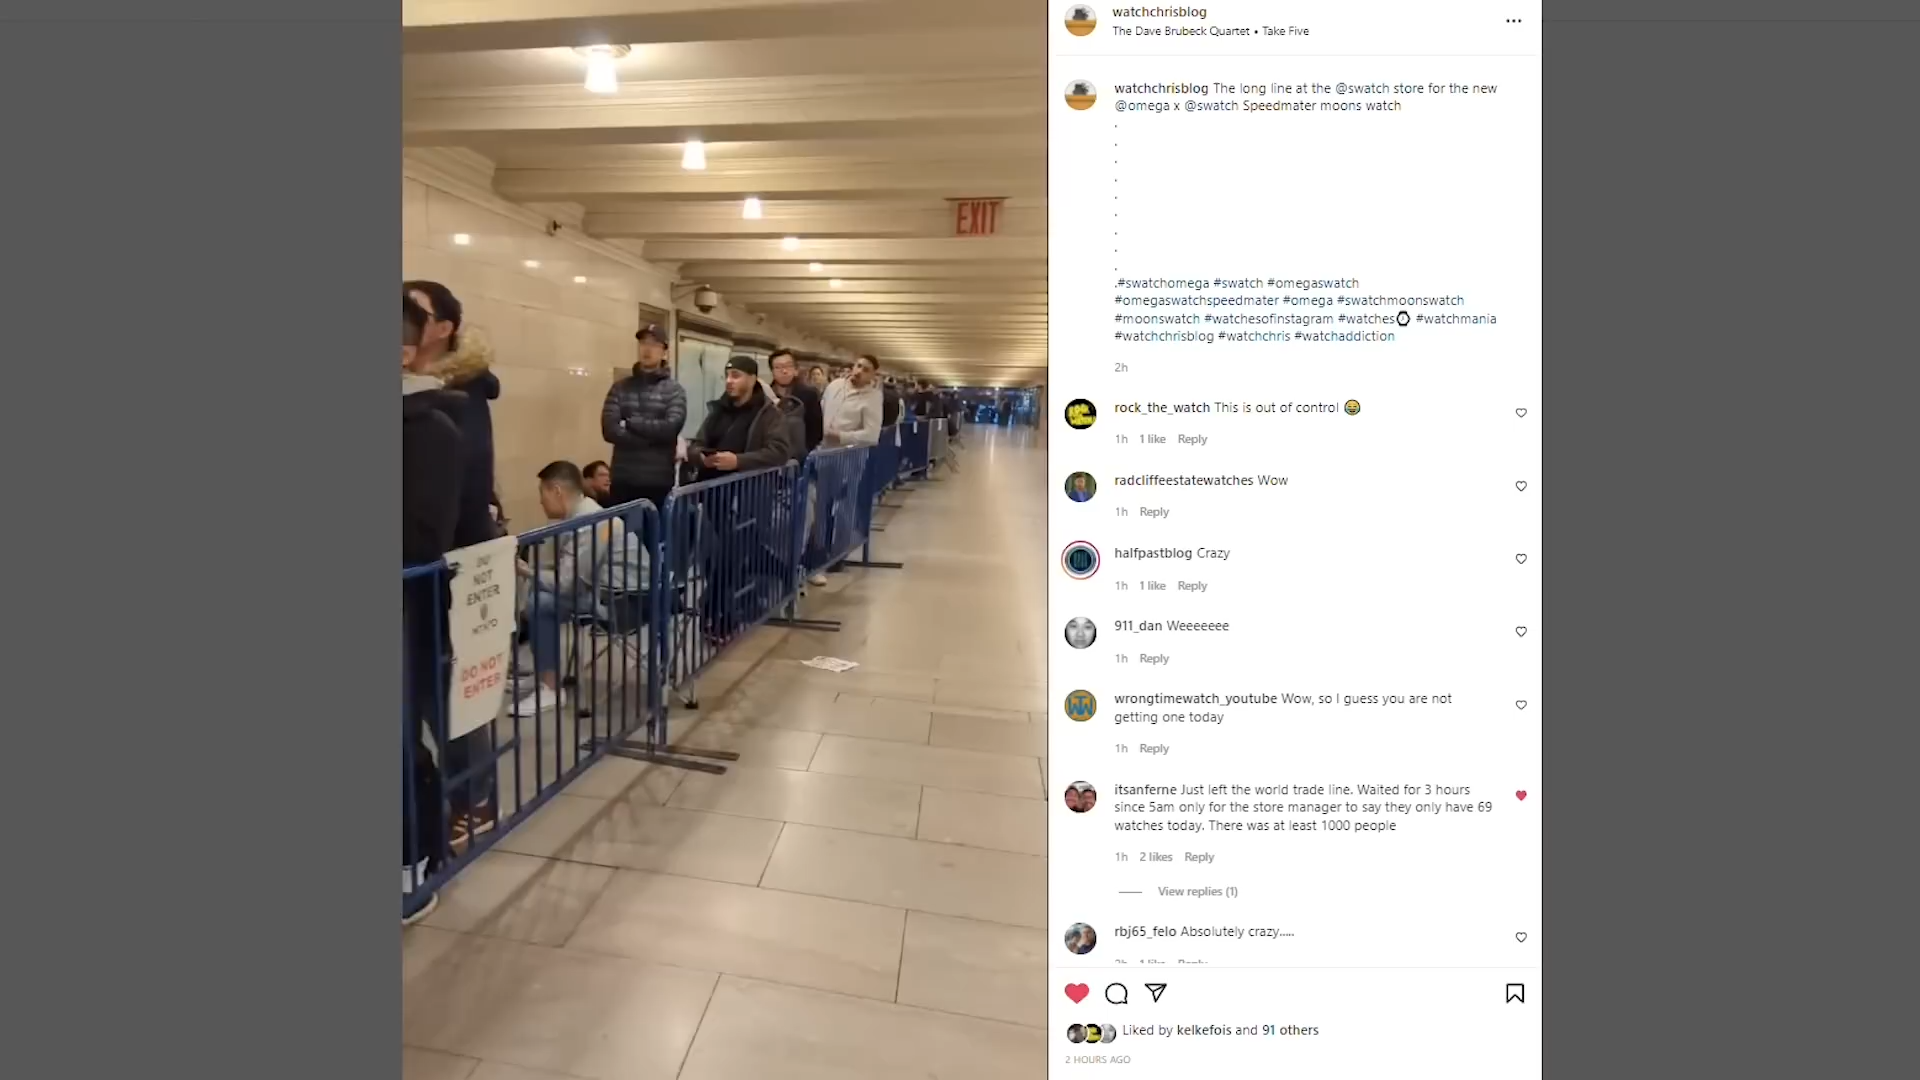 EXIT
DO
NOT
ENTER
DO NOT
ENTER
watchchrisblog
The Dave Brubeck Quartet • Take Five
watchchrisblog The long line at the @swatch store for the new
@omega x @swatch Speedmater moons watch
.
.
.
.
.
.
.
.
.
.#swatchomega #swatch #omegaswatch
#omegaswatchspeedmater #omega #swatchmoonswatch
#moonswatch #watchesofinstagram #watches⌚ #watchmania
#watchchrisblog #watchchris #watchaddiction
2h
rock_the_watch This is out of control 😂
1h 1 like Reply
radcliffeestatewatches Wow
1h Reply
halfpastblog Crazy
1h 1 like Reply
911_dan Weeeeeee
1h Reply
wrongtimewatch_youtube Wow, so I guess you are not
getting one today
1h Reply
itsanferne Just left the world trade line. Waited for 3 hours
since 5am only for the store manager to say they only have 69
watches today. There was at least 1000 people
1h 2 likes Reply
View replies (1)
rbj65_felo Absolutely crazy.....
2h 1 like Reply
Liked by kelkefois and 91 others
2 HOURS AGO